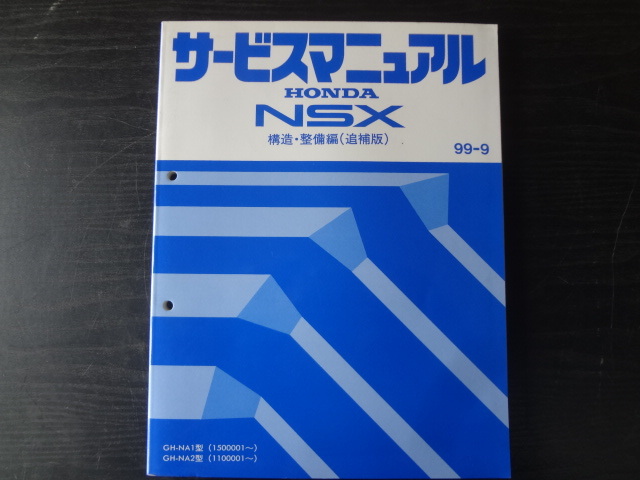 サービスマニュアル
HONDA
NSX
構造・整備編(追補版)
99-9
GH-NA1型 (1500001~)
GH-NA2型 (1100001~)